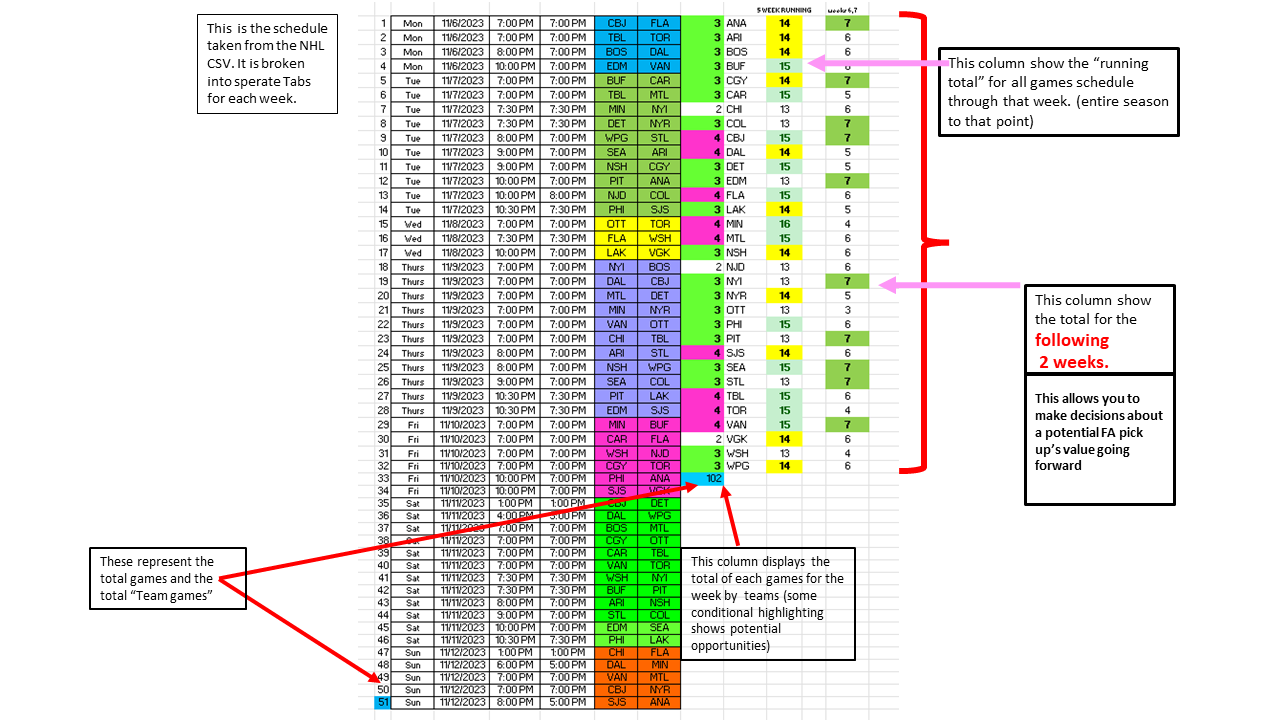 This is the schedule
taken from the NHL
CSV. It is broken
into sperate Tabs
for each week.
5 WEEK RUNNING weeks 6,7
1 Mon 11/6/2023 7:00 PM 7:00 PM CBJ FLA 3 ANA 14 7
2 Mon 11/6/2023 7:00 PM 7:00 PM TBL TOR 3 ARI 14 6
3 Mon 11/6/2023 8:00 PM 7:00 PM BOS DAL 3 BOS 14 6
4 Mon 11/6/2023 10:00 PM 7:00 PM EDM VAN 3 BUF 15 6
5 Tue 11/7/2023 7:00 PM 7:00 PM BUF CAR 3 CGY 14 7
6 Tue 11/7/2023 7:00 PM 7:00 PM TBL MTL 3 CAR 15 5
7 Tue 11/7/2023 7:30 PM 7:30 PM MIN NYI 2 CHI 13 6
8 Tue 11/7/2023 7:30 PM 7:00 PM DET NYR 3 COL 13 7
9 Tue 11/7/2023 8:00 PM 7:00 PM WPG STL 4 CBJ 15 7
10 Tue 11/7/2023 9:00 PM 7:00 PM SEA ARI 4 DAL 14 5
11 Tue 11/7/2023 9:00 PM 7:00 PM NSH CGY 3 DET 15 5
12 Tue 11/7/2023 10:00 PM 7:00 PM PIT ANA 3 EDM 13 7
13 Tue 11/7/2023 10:00 PM 8:00 PM NJD COL 4 FLA 15 6
14 Tue 11/7/2023 10:30 PM 7:30 PM PHI SJS 3 LAK 14 5
15 Wed 11/8/2023 7:00 PM 7:00 PM OTT TOR 4 MIN 16 4
16 Wed 11/8/2023 7:30 PM 7:00 PM FLA WSH 4 MTL 15 6
17 Wed 11/8/2023 10:00 PM 7:00 PM LAK VGK 3 NSH 14 6
18 Thurs 11/9/2023 7:00 PM 7:00 PM NYI BOS 2 NJD 13 6
19 Thurs 11/9/2023 7:00 PM 7:00 PM DAL CBJ 3 NYI 13 7
20 Thurs 11/9/2023 7:00 PM 7:00 PM MTL DET 3 NYR 14 5
21 Thurs 11/9/2023 7:00 PM 7:00 PM MIN NYR 3 OTT 13 3
22 Thurs 11/9/2023 7:00 PM 7:00 PM VAN OTT 3 PHI 15 6
23 Thurs 11/9/2023 7:00 PM 7:00 PM CHI TBL 3 PIT 13 7
24 Thurs 11/9/2023 8:00 PM 7:00 PM ARI STL 4 SJS 14 6
25 Thurs 11/9/2023 8:00 PM 7:00 PM NSH WPG 3 SEA 15 7
26 Thurs 11/9/2023 9:00 PM 7:00 PM SEA COL 3 STL 13 7
27 Thurs 11/9/2023 10:30 PM 7:30 PM PIT LAK 4 TBL 15 6
28 Thurs 11/9/2023 10:30 PM 7:30 PM EDM SJS 4 TOR 15 4
29 Fri 11/10/2023 7:00 PM 7:00 PM MIN BUF 4 VAN 15 7
30 Fri 11/10/2023 7:00 PM 7:00 PM CAR FLA 2 VGK 14 6
31 Fri 11/10/2023 7:00 PM 7:00 PM WSH NJD 3 WSH 13 4
32 Fri 11/10/2023 7:00 PM 7:00 PM CGY TOR 3 WPG 14 6
33 Fri 11/10/2023 10:00 PM 7:00 PM PHI ANA 102
34 Fri 11/10/2023 10:00 PM 7:00 PM SJS VGK
35 Sat 11/11/2023 1:00 PM 1:00 PM CBJ DET
36 Sat 11/11/2023 4:00 PM 3:00 PM DAL WPG
37 Sat 11/11/2023 7:00 PM 7:00 PM BOS MTL
38 Sat 11/11/2023 7:00 PM 7:00 PM CGY OTT
39 Sat 11/11/2023 7:00 PM 7:00 PM CAR TBL
40 Sat 11/11/2023 7:00 PM 7:00 PM VAN TOR
41 Sat 11/11/2023 7:30 PM 7:30 PM WSH NYI
42 Sat 11/11/2023 7:30 PM 7:00 PM BUF PIT
43 Sat 11/11/2023 8:00 PM 7:00 PM ARI NSH
44 Sat 11/11/2023 9:00 PM 7:00 PM STL COL
45 Sat 11/11/2023 10:00 PM 7:00 PM EDM SEA
46 Sat 11/11/2023 10:30 PM 7:30 PM PHI LAK
47 Sun 11/12/2023 1:00 PM 1:00 PM CHI FLA
48 Sun 11/12/2023 6:00 PM 5:00 PM DAL MIN
49 Sun 11/12/2023 7:00 PM 7:00 PM VAN MTL
50 Sun 11/12/2023 7:00 PM 7:00 PM CBJ NYR
51 Sun 11/12/2023 8:00 PM 5:00 PM SJS ANA
This column show the “running
total” for all games schedule
through that week. (entire season
to that point)
This column show
the total for the
following
2 weeks.
This allows you to
make decisions about
a potential FA pick
up’s value going
forward
These represent the
total games and the
total “Team games”
This column displays the
total of each games for the
week by teams (some
conditional highlighting
shows potential
opportunities)